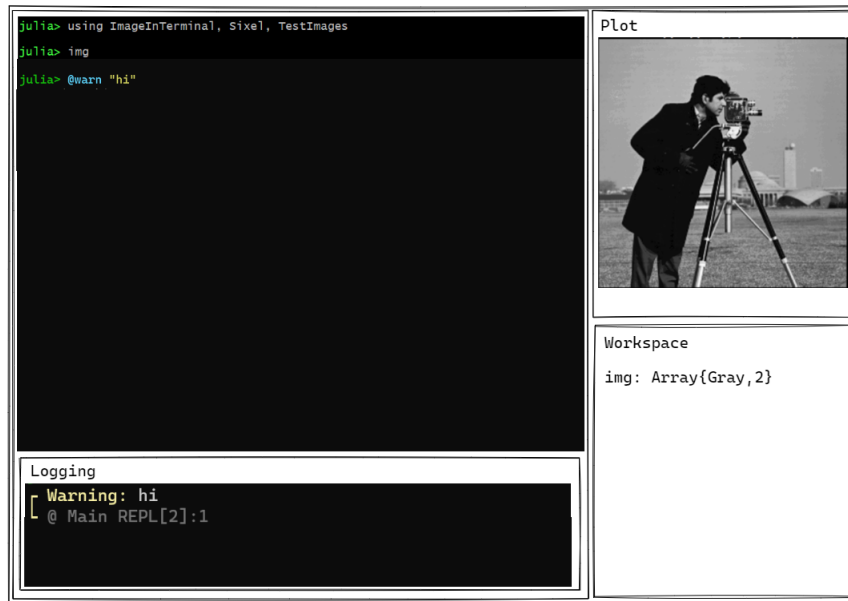 julia> using ImageInTerminal, Sixel, TestImages
julia> img
julia> @warn "hi"
Logging
Warning: hi
@ Main REPL[2]:1
Plot
Workspace
img: Array{Gray,2}